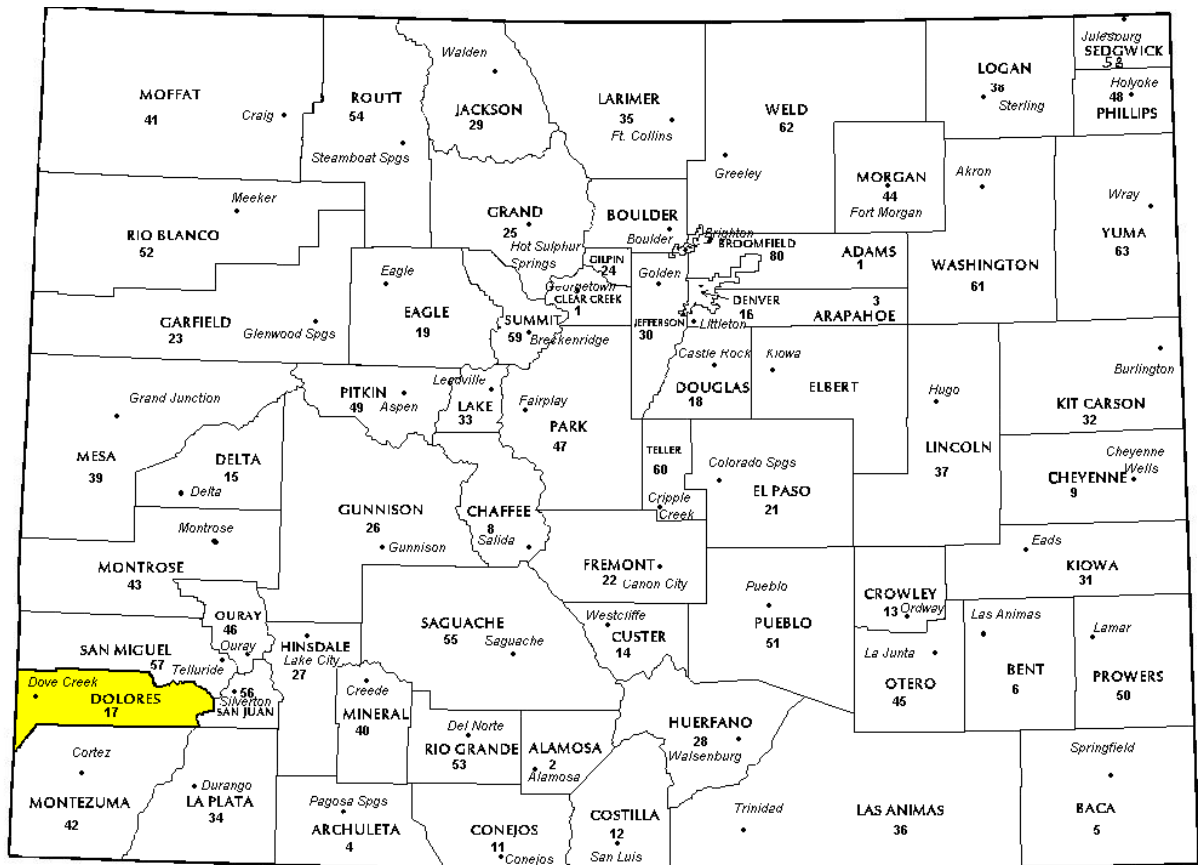 Julesburg
SEDGWICK
58
Walden
LOGAN
38
Sterling
Holyoke
48
PHILLIPS
MOFFAT
41
Craig
ROUTT
54
Steamboat Spgs
JACKSON
29
LARIMER
35
Ft. Collins
WELD
62
Greeley
MORGAN
44
Fort Morgan
Akron
Wray
YUMA
63
Meeker
RIO BLANCO
52
GRAND
25
Hot Sulphur
Springs
BOULDER
Boulder
Brighton
BROOMFIELD
80
ADAMS
1
WASHINGTON
61
GILPIN
24
Golden
Eagle
EAGLE
19
Georgetown
CLEAR CREEK
1
DENVER
16
3
ARAPAHOE
GARFIELD
23
Glenwood Spgs
SUMMIT
59
Breckenridge
JEFFERSON
30
Littleton
Castle Rock
DOUGLAS
18
Kiowa
ELBERT
Hugo
Burlington
KIT CARSON
32
Grand Junction
PITKIN
49
Aspen
Leedville
LAKE
33
Fairplay
PARK
47
MESA
39
DELTA
15
Delta
TELLER
60
Cripple
Creek
Colorado Spgs
EL PASO
21
LINCOLN
37
Cheyenne
Wells
CHEYENNE
9
GUNNISON
26
Gunnison
CHAFFEE
8
Salida
Montrose
MONTROSE
43
FREMONT
22
Canon City
Eads
KIOWA
31
OURAY
46
Ouray
HINSDALE
Lake City
27
SAGUACHE
55
Saguache
Westcliffe
CUSTER
14
Pueblo
PUEBLO
51
CROWLEY
13
Ordway
Las Animas
BENT
6
Lamar
PROWERS
50
SAN MIGUEL
57
Telluride
La Junta
OTERO
45
Dove Creek
DOLORES
17
56
Silverton
SAN JUAN
Creede
MINERAL
40
Del Norte
RIO GRANDE
53
ALAMOSA
2
Alamosa
HUERFANO
28
Walsenburg
Cortez
MONTEZUMA
42
Durango
LA PLATA
34
Pagosa Spgs
ARCHULETA
4
CONEJOS
11
Conejos
COSTILLA
12
San Luis
Trinidad
LAS ANIMAS
36
Springfield
BACA
5